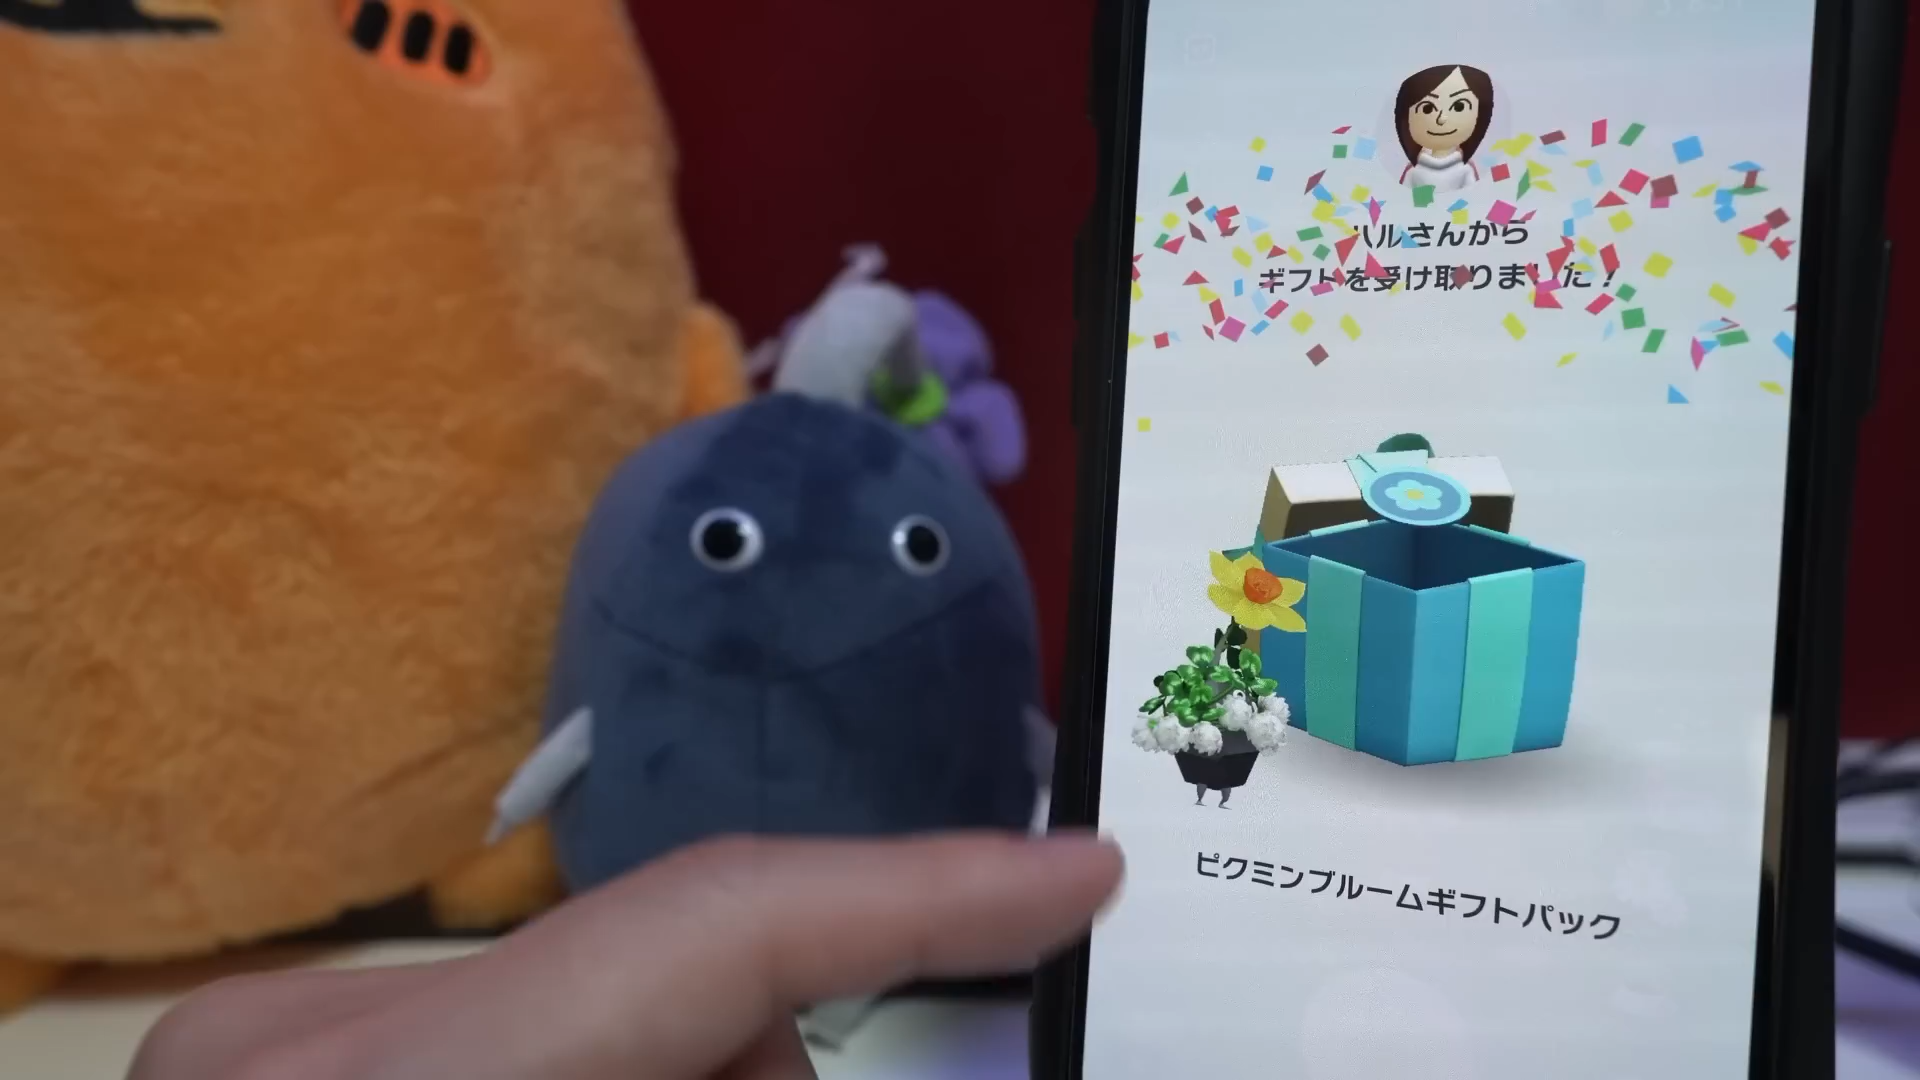 ハルさんから
ギフトを受け取りました！
ピクミンブルームギフトパック